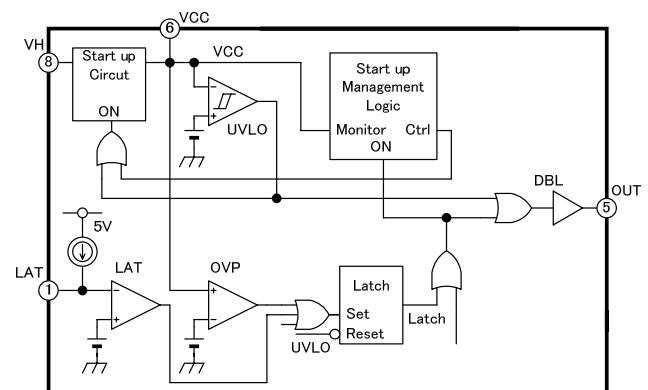 VCC
6
VH
8
Start up
Circut
ON
VCC
UVLO
Start up
Management
Logic
Monitor Ctrl
ON
DBL
OUT
5
5V
LAT
1
LAT
OVP
Latch
Set
Reset
UVLO
Latch